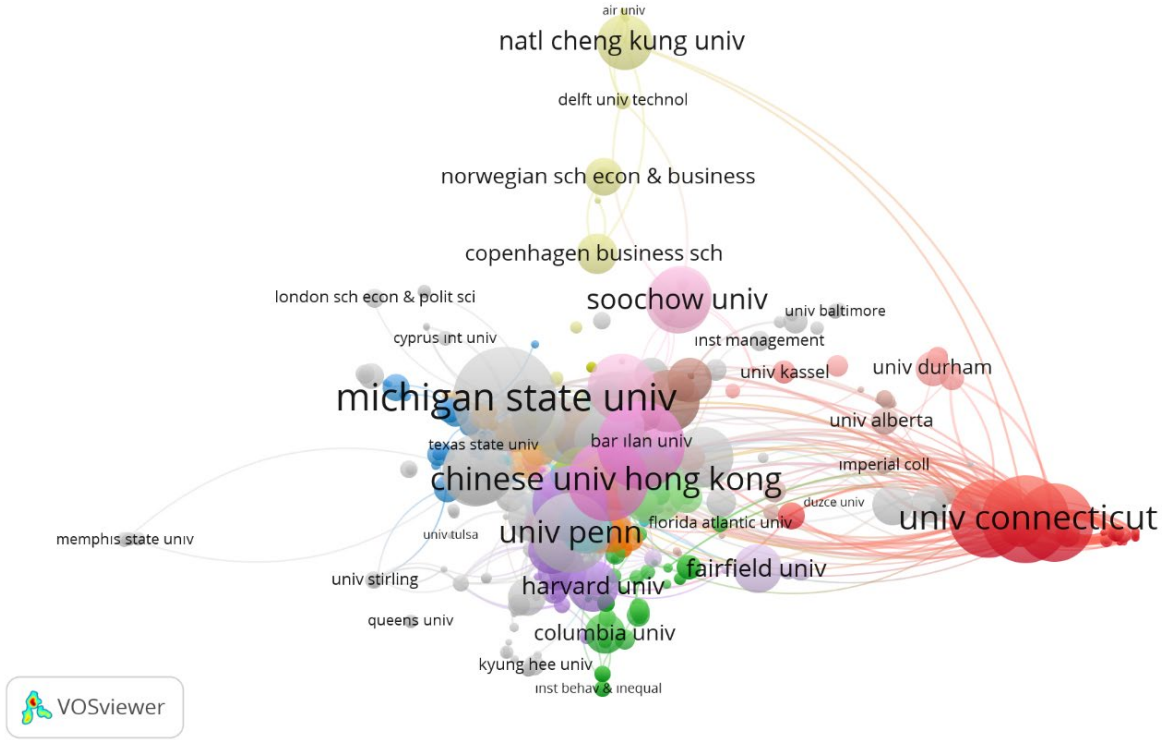 air univ
natl cheng kung univ
delft univ technol
norwegian sch econ & business
copenhagen business sch
london sch econ & polit sci
soochow univ
univ baltimore
cyprus ınt univ
ınst management
univ kassel
univ durham
michigan state univ
univ alberta
texas state univ
bar ılan univ
ımperial coll
chinese univ hong kong
duzce univ
univ connecticut
florida atlantic univ
memphıs state unıv
unıv tulsa
univ penn
univ stirling
harvard univ
fairfield univ
queens univ
columbia univ
kyung hee univ
ınst behav & ınequal
VOSviewer